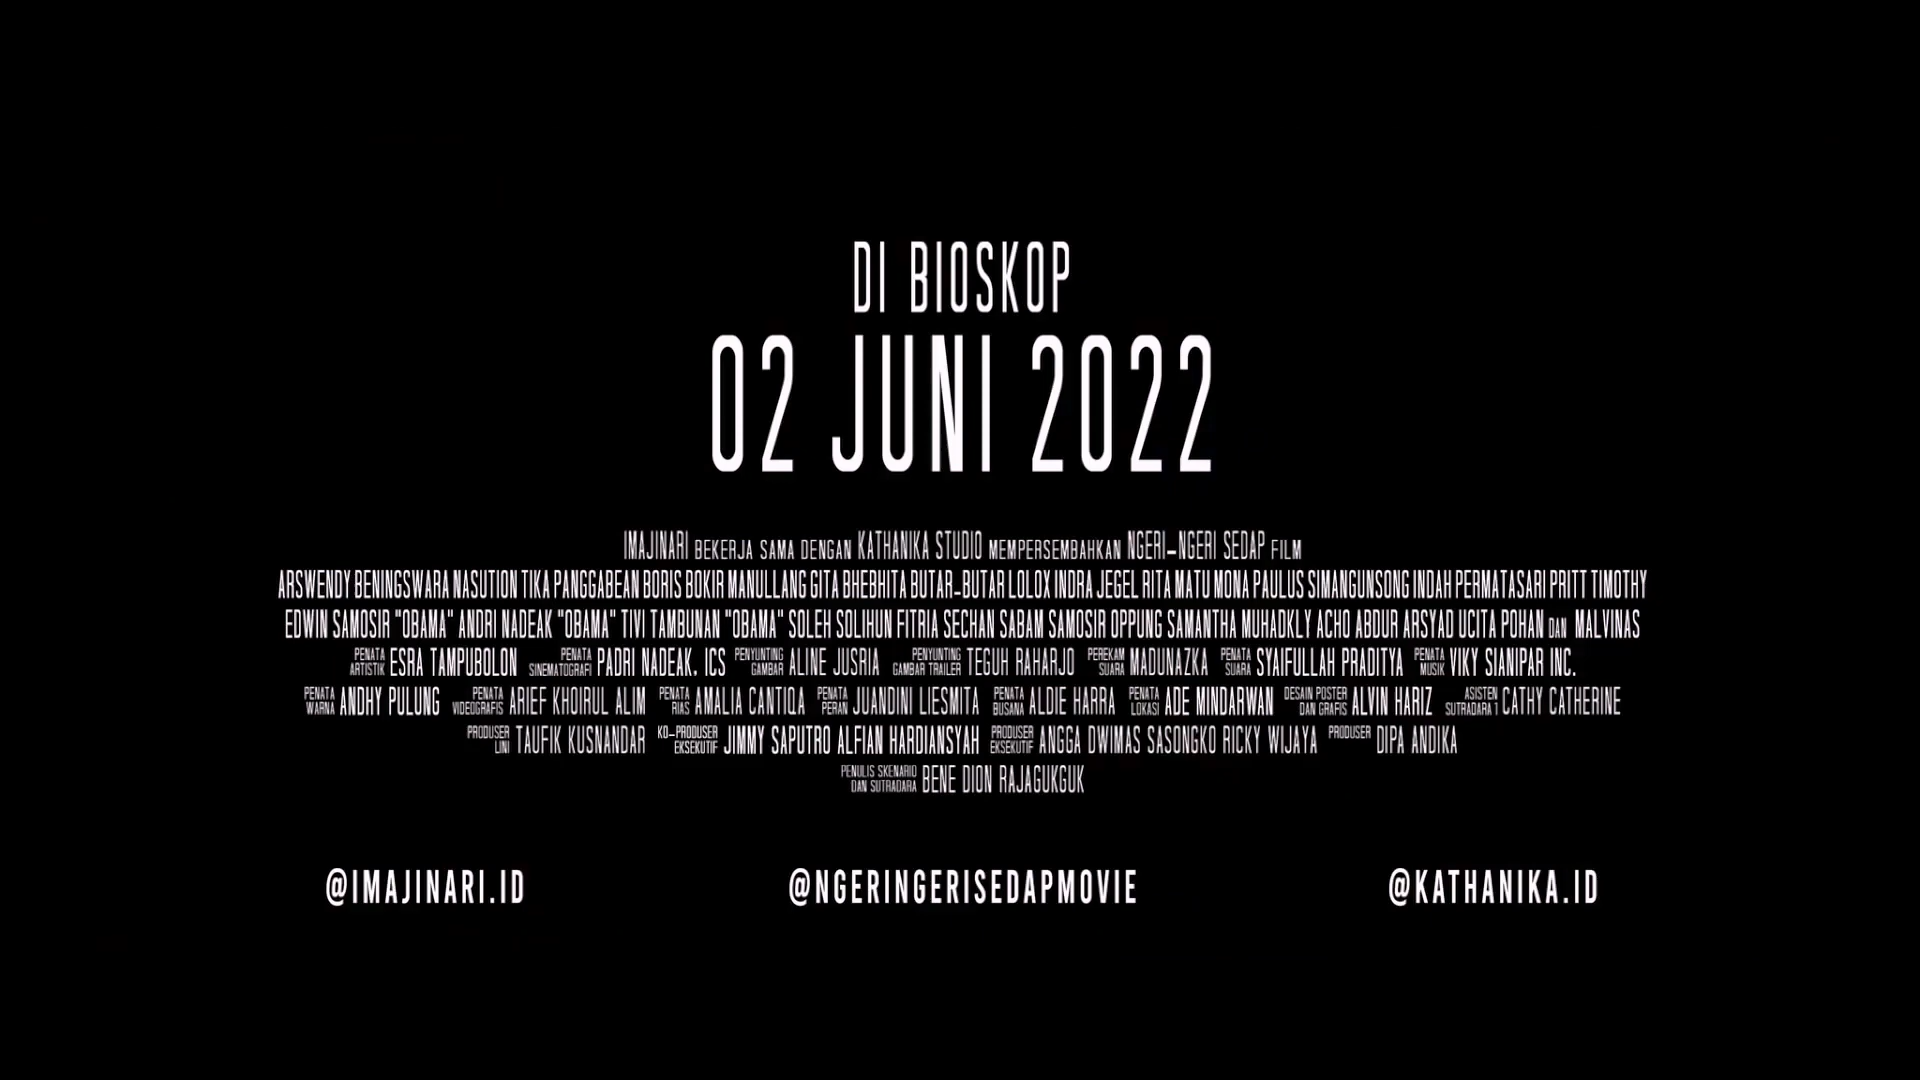 DI BIOSKOP
02 JUNI 2022
IMAJINARI BEKERJA SAMA DENGAN KATHANIKA STUDIO MEMPERSEMBAHKAN NGERI-NGERI SEDAP FILM
ARSWENDY BENINGSWARA NASUTION TIKA PANGGABEAN BORIS BOKIR MANULLANG GITA BHEBHITA BUTAR-BUTAR LOLOX INDRA JEGEL RITA MATU MONA PAULUS SIMANGUNSONG INDAH PERMATASARI PRITT TIMOTHY
EDWIN SAMOSIR "OBAMA" ANDRI NADEAK "OBAMA" TIVI TAMBUNAN "OBAMA" SOLEH SOLIHUN FITRIA SECHAN SABAM SAMOSIR OPPUNG SAMANTHA MUHADKLY ACHO ABDUR ARSYAD UCITA POHAN DAN MALVINAS
PENATA ARTISTIK ESRA TAMPUBOLON PENATA SINEMATOGRAFI PADRI NADEAK, ICS PENYUNTING GAMBAR ALINE JUSRIA PENYUNTING GAMBAR TRAILER TEGUH RAHARJO PEREKAM SUARA MADUNAZKA PENATA SUARA SYAIFULLAH PRADITYA PENATA MUSIK VIKY SIANIPAR INC.
PENATA WARNA ANDHY PULUNG PENATA VIDEOGRAFIS ARIEF KHOIRUL ALIM PENATA RIAS AMALIA CANTIQA PENATA PERAN JUANDINI LIESMITA PENATA BUSANA ALDIE HARRA PENATA LOKASI ADE MINDARWAN DESAIN POSTER DAN GRAFIS ALVIN HARIZ ASISTEN SUTRADARA 1 CATHY CATHERINE
PRODUSER LINI TAUFIK KUSNANDAR KO-PRODUSER EKSEKUTIF JIMMY SAPUTRO ALFIAN HARDIANSYAH PRODUSER EKSEKUTIF ANGGA DWIMAS SASONGKO RICKY WIJAYA PRODUSER DIPA ANDIKA
PENULIS SKENARIO DAN SUTRADARA BENE DION RAJAGUKGUK
@IMAJINARI.ID @NGERINGERISEDAPMOVIE @KATHANIKA.ID